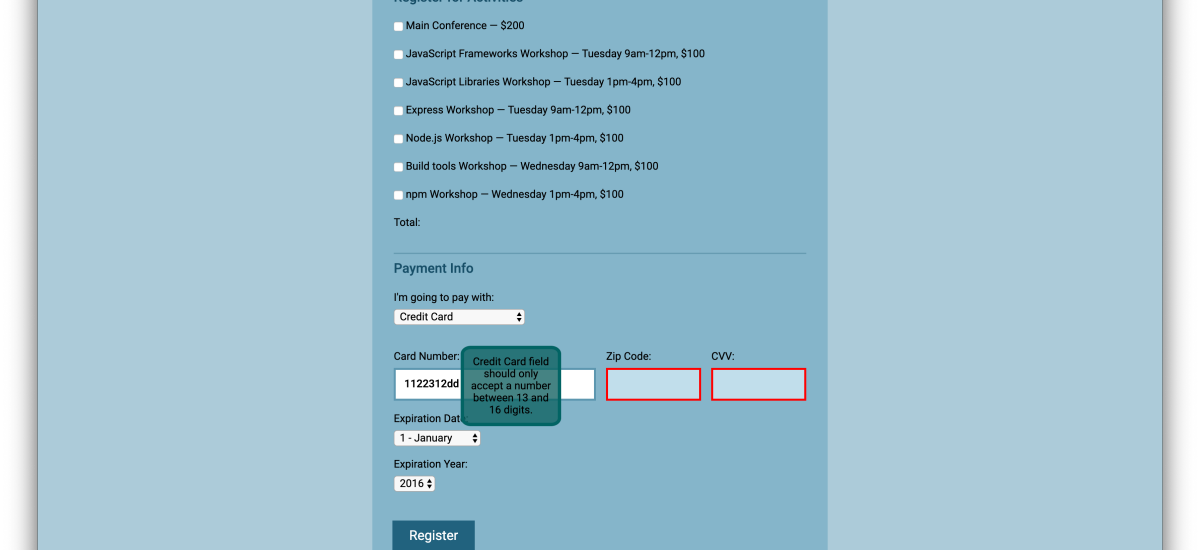 Register for Activities
Main Conference — $200
JavaScript Frameworks Workshop — Tuesday 9am-12pm, $100
JavaScript Libraries Workshop — Tuesday 1pm-4pm, $100
Express Workshop — Tuesday 9am-12pm, $100
Node.js Workshop — Tuesday 1pm-4pm, $100
Build tools Workshop — Wednesday 9am-12pm, $100
npm Workshop — Wednesday 1pm-4pm, $100
Total:
Payment Info
I'm going to pay with:
Credit Card
Card Number:
Zip Code:
CVV:
1122312dd
Credit Card field
should only
accept a number
between 13 and
16 digits.
Expiration Date:
1 - January
Expiration Year:
2016
Register